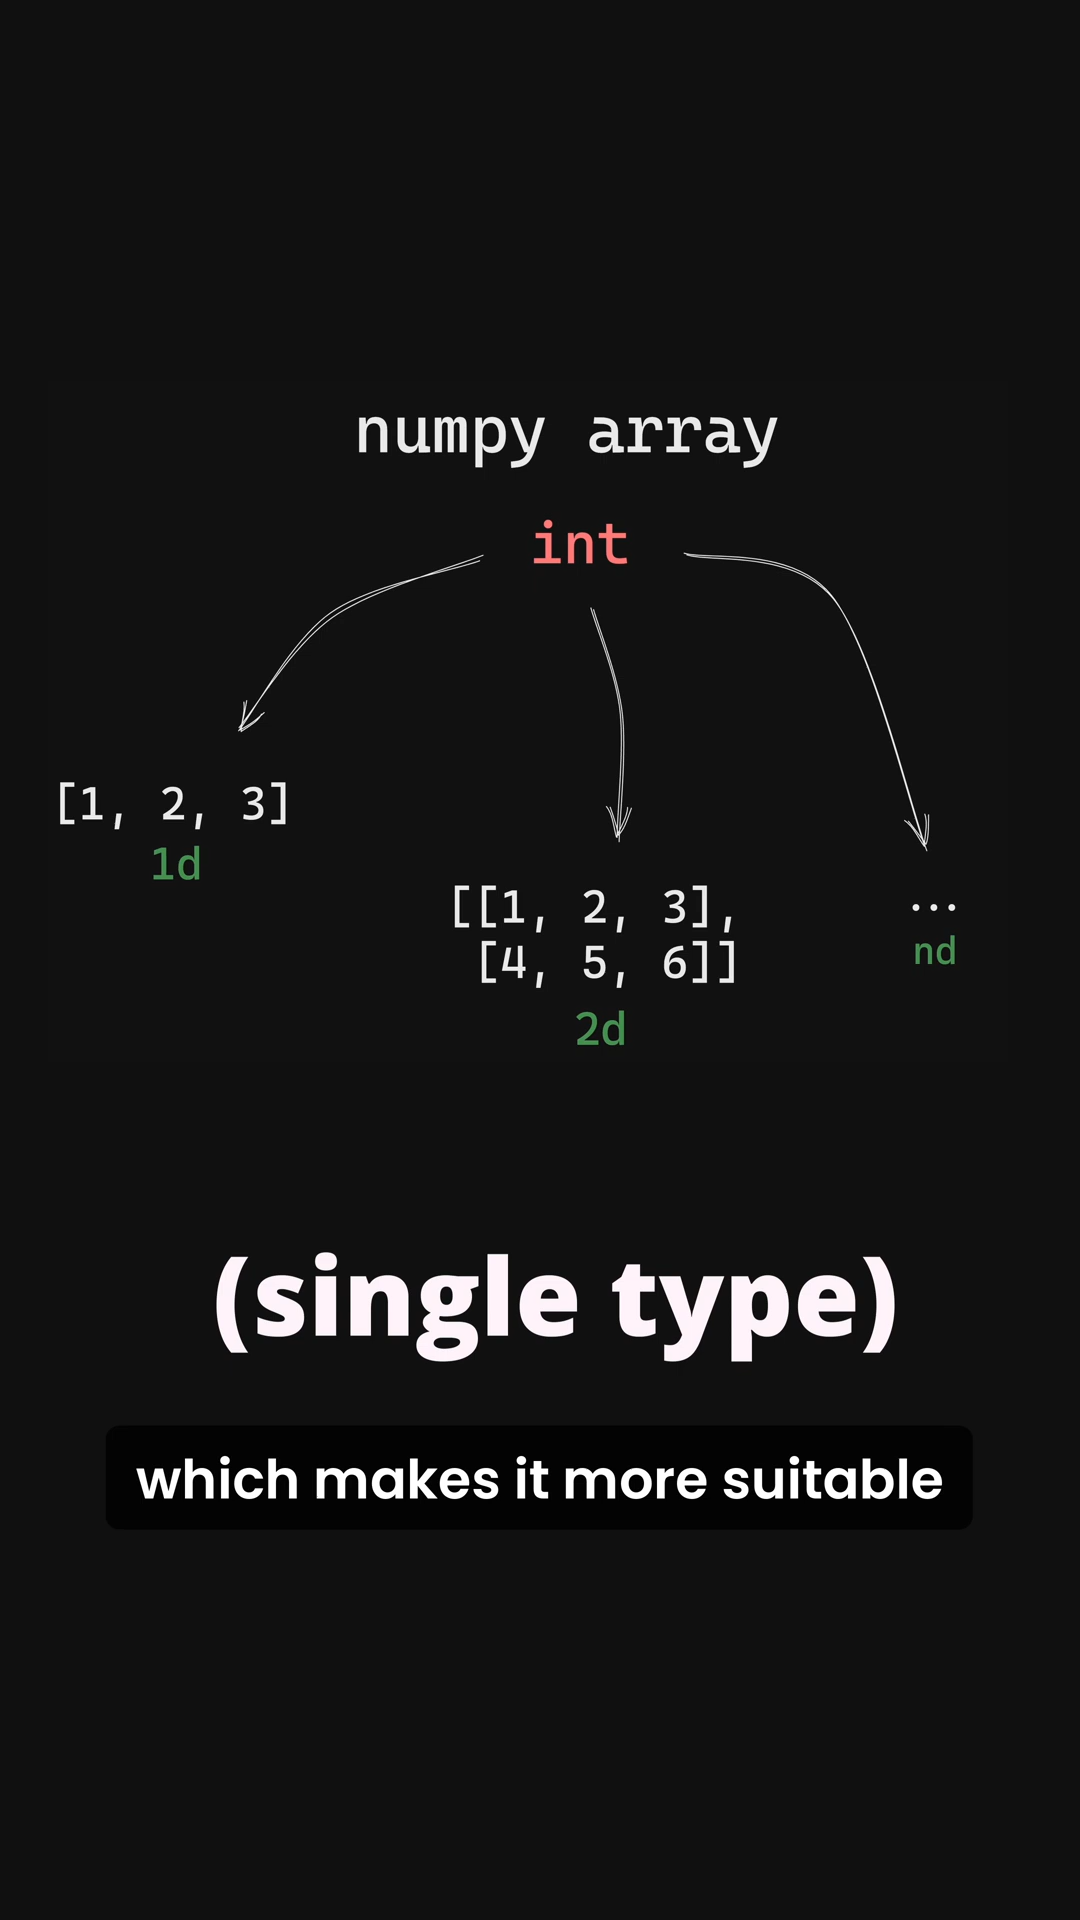 numpy array
int
[1, 2, 3]
1d
[[1, 2, 3],
[4, 5, 6]]
2d
...
nd
(single type)
which makes it more suitable